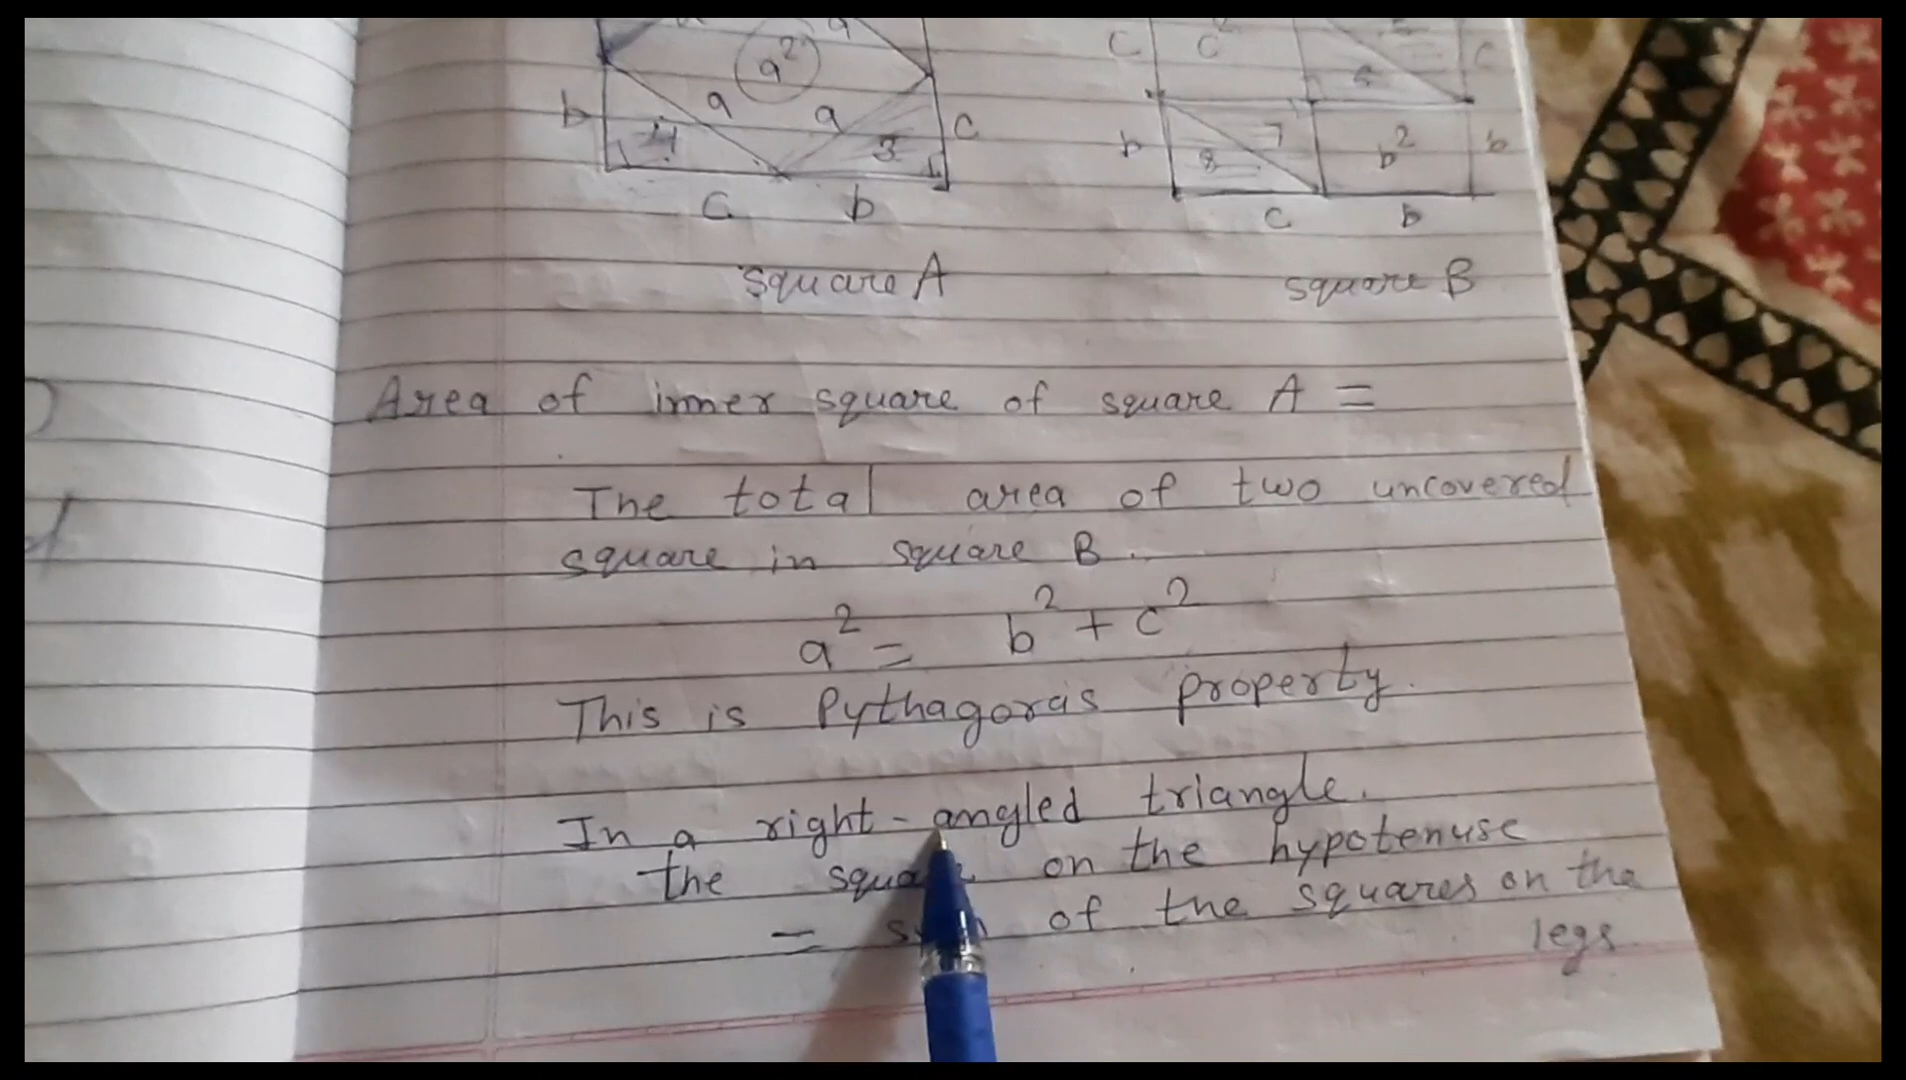 a a²
c c² c
b a a c
4 3
b 7 b² b
8
c b
c b
square A square B
Area of inner square of square A =
The total area of two uncovered
square in square B.
a² = b² + c²
This is Pythagoras property.
In a right-angled triangle.
the square on the hypotenuse
= of the squares on the
legs